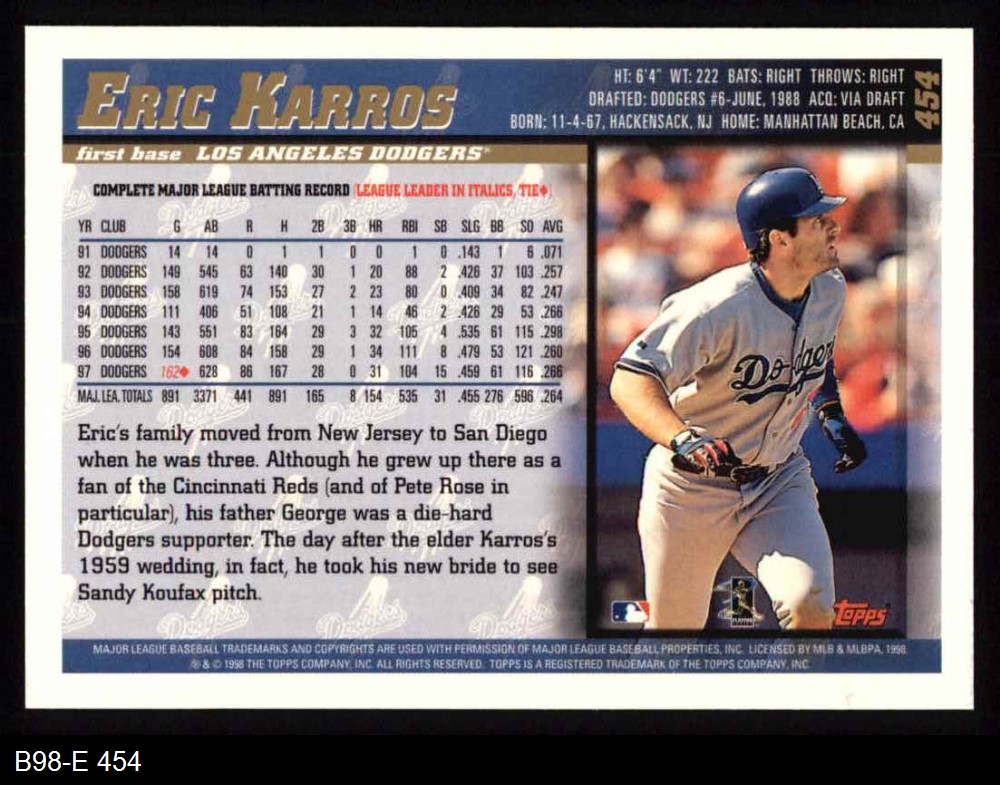 ERIC KARROS
HT: 6'4" WT: 222 BATS: RIGHT THROWS: RIGHT
DRAFTED: DODGERS #6-JUNE, 1988 ACQ: VIA DRAFT
BORN: 11-4-67, HACKENSACK, NJ HOME: MANHATTAN BEACH, CA
454
first base LOS ANGELES DODGERS
COMPLETE MAJOR LEAGUE BATTING RECORD (LEAGUE LEADER IN ITALICS, TIE♦)
YR CLUB G AB R H 2B 3B HR RBI SB SLG BB SO AVG
91 DODGERS 14 14 0 1 1 0 0 1 0 .143 1 6 .071
92 DODGERS 149 545 63 140 30 1 20 88 2 .426 37 103 .257
93 DODGERS 158 619 74 153 27 2 23 80 0 .409 34 82 .247
94 DODGERS 111 406 51 108 21 1 14 46 2 .426 29 53 .266
95 DODGERS 143 551 83 164 29 3 32 105 4 .535 61 115 .298
96 DODGERS 154 608 84 158 29 1 34 111 8 .479 53 121 .260
97 DODGERS 162♦ 628 86 167 28 0 31 104 15 .459 61 116 .266
MAJ. LEA. TOTALS 891 3371 441 891 165 8 154 535 31 .455 276 596 .264
Eric's family moved from New Jersey to San Diego
when he was three. Although he grew up there as a
fan of the Cincinnati Reds (and of Pete Rose in
particular), his father George was a die-hard
Dodgers supporter. The day after the elder Karros's
1959 wedding, in fact, he took his new bride to see
Sandy Koufax pitch.
Dodgers
TOPPS
MAJOR LEAGUE BASEBALL TRADEMARKS AND COPYRIGHTS ARE USED WITH PERMISSION OF MAJOR LEAGUE BASEBALL PROPERTIES, INC. LICENSED BY MLB & MLBPA, 1998.
® & © 1998 THE TOPPS COMPANY, INC. ALL RIGHTS RESERVED. TOPPS IS A REGISTERED TRADEMARK OF THE TOPPS COMPANY, INC.
B98-E 454